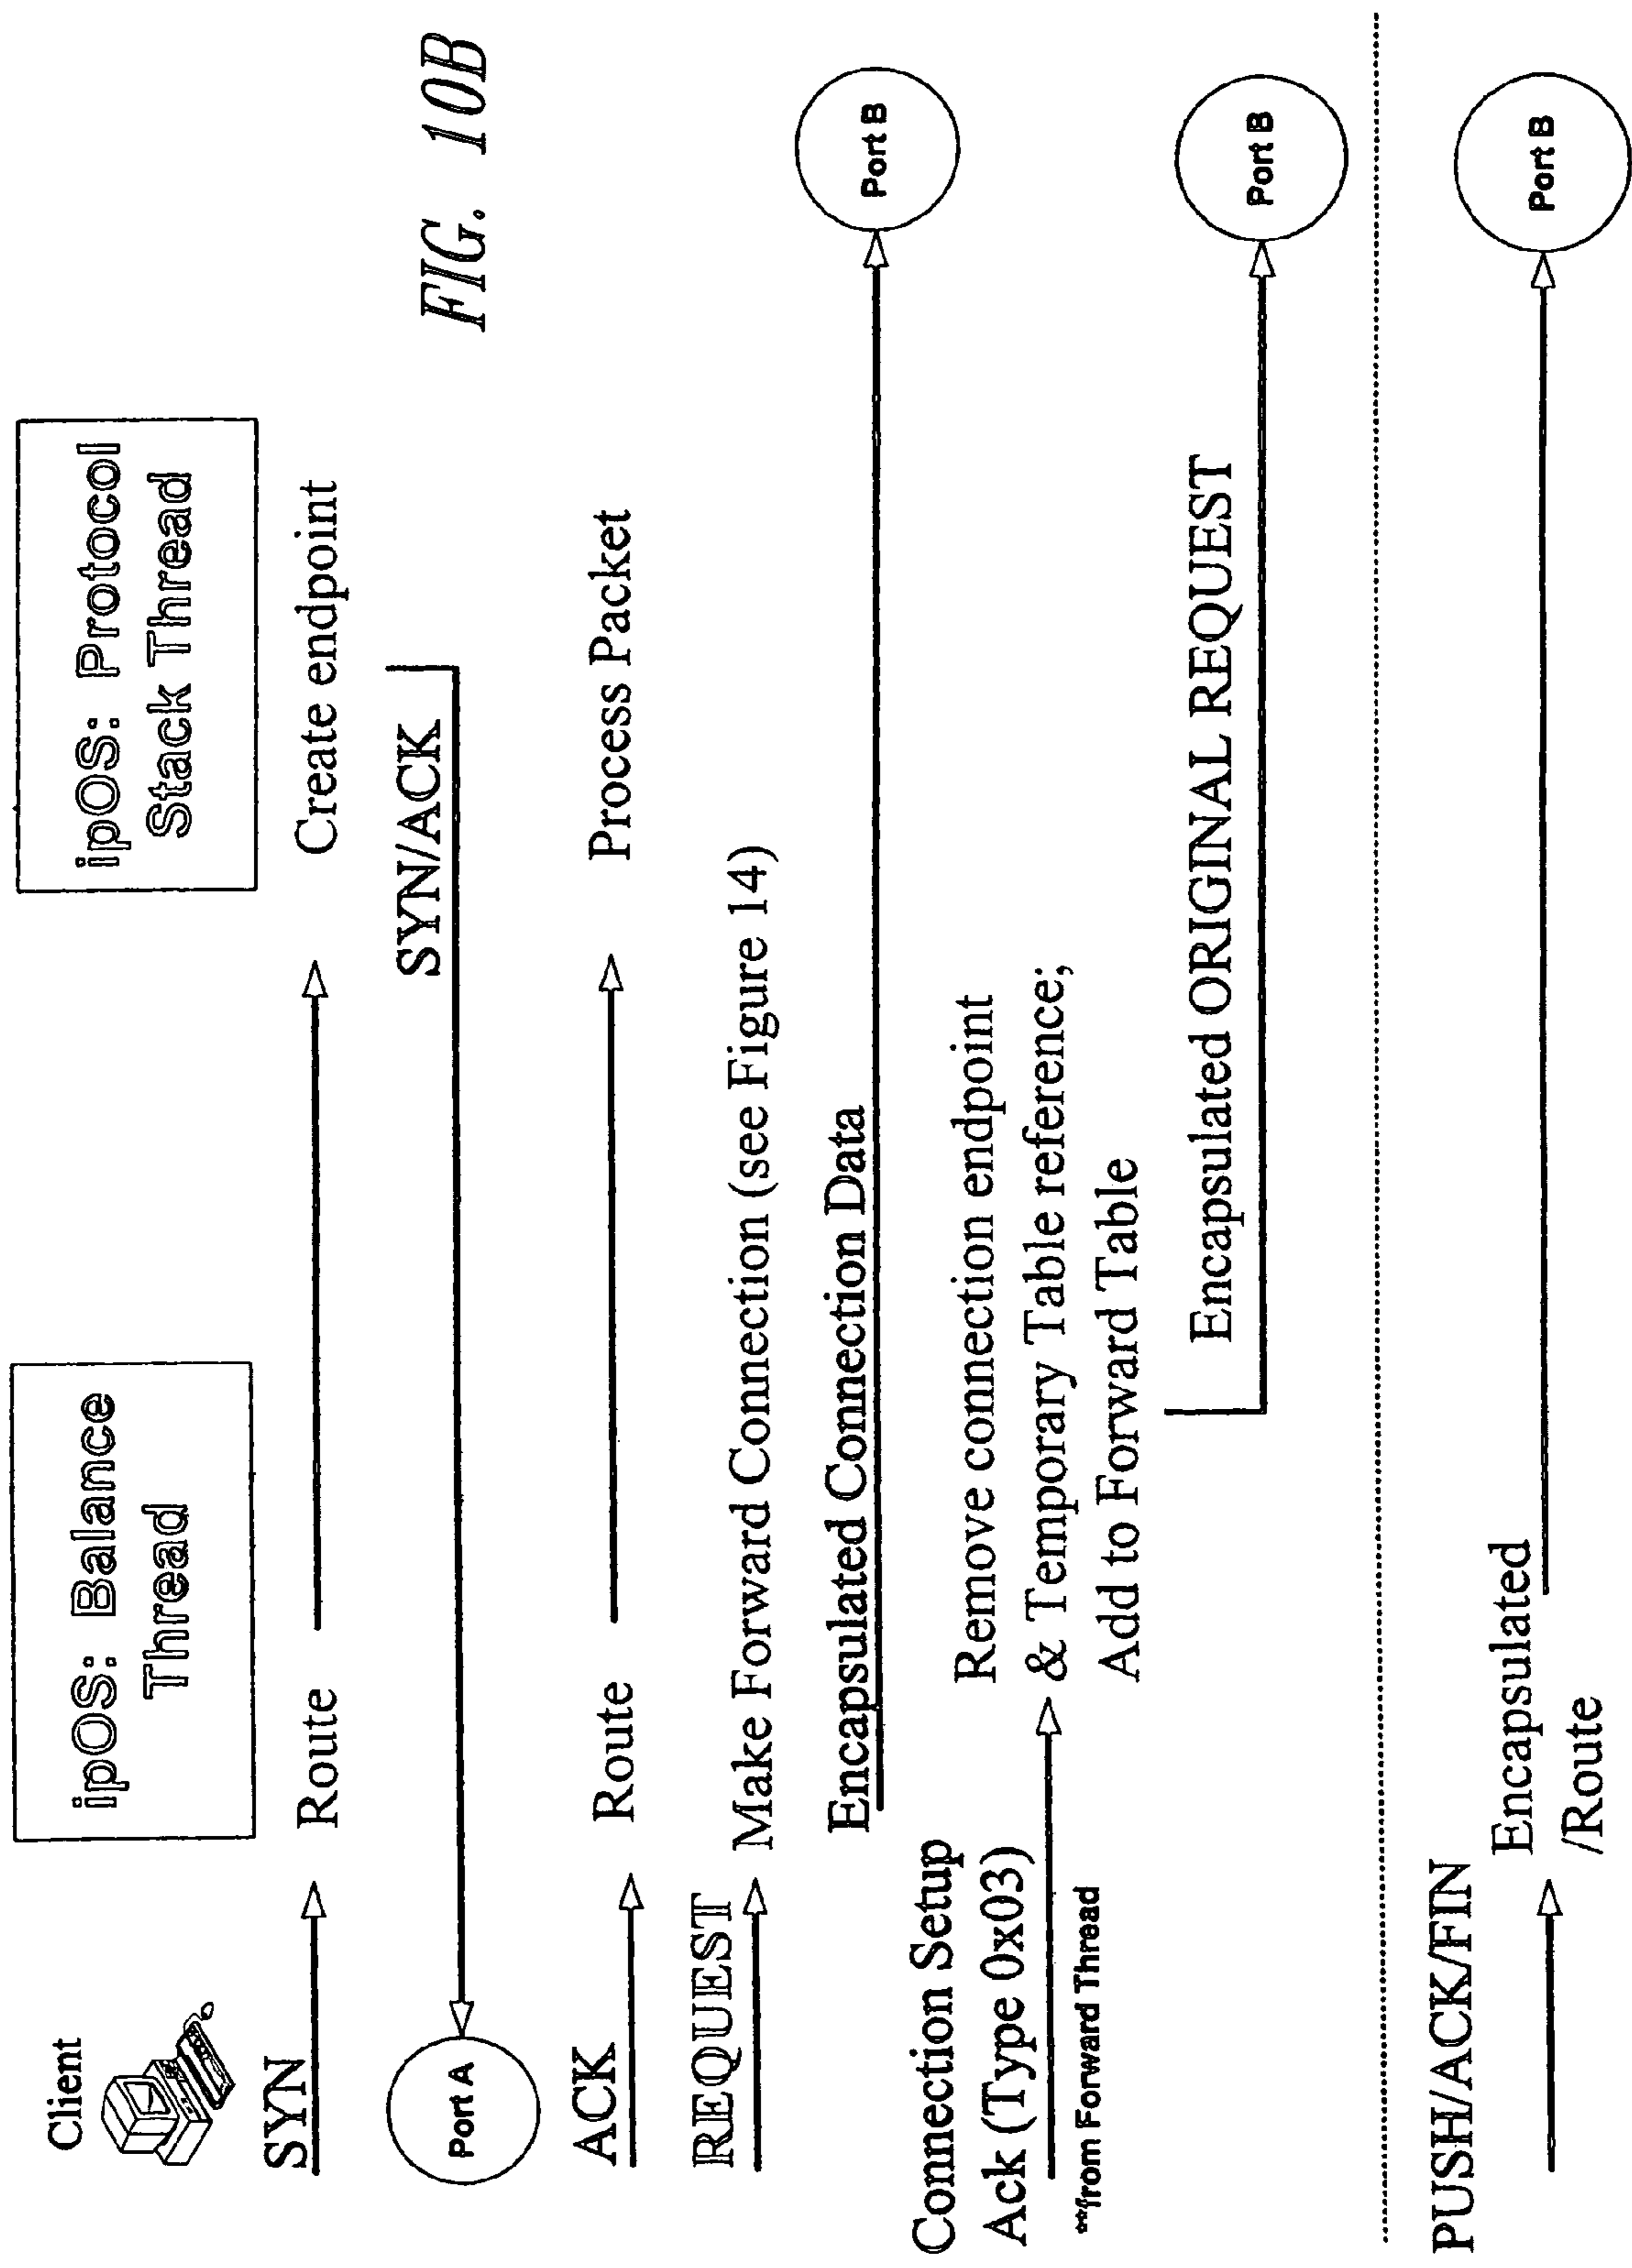 FIG. 10B
Client
ipOS: Balance
Thread
ipOS: Protocol
Stack Thread
SYN
Route
Create endpoint
SYN/ACK
Port A
ACK
Route
Process Packet
REQUEST
Make Forward Connection (see Figure 14)
Encapsulated Connection Data
Port B
Connection Setup
Ack (Type 0x03)
**from Forward Thread
Remove connection endpoint
& Temporary Table reference;
Add to Forward Table
Encapsulated ORIGINAL REQUEST
Port B
PUSH/ACK/FIN
Encapsulated
/Route
Port B